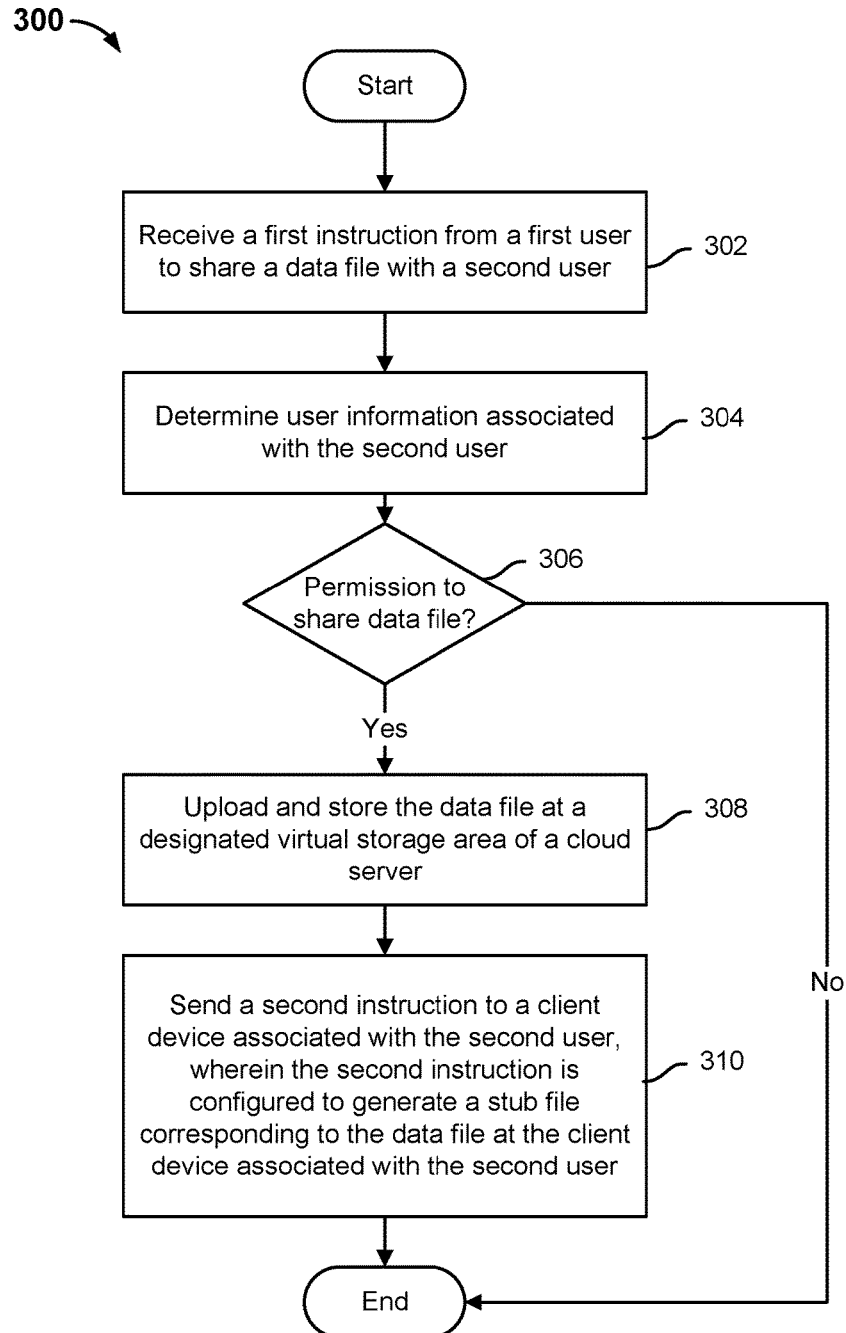 300
Start
Receive a first instruction from a first user
to share a data file with a second user
302
Determine user information associated
with the second user
304
306
Permission to
share data file?
Yes
Upload and store the data file at a
designated virtual storage area of a cloud
server
308
No
Send a second instruction to a client
device associated with the second user,
wherein the second instruction is
configured to generate a stub file
corresponding to the data file at the client
device associated with the second user
310
End